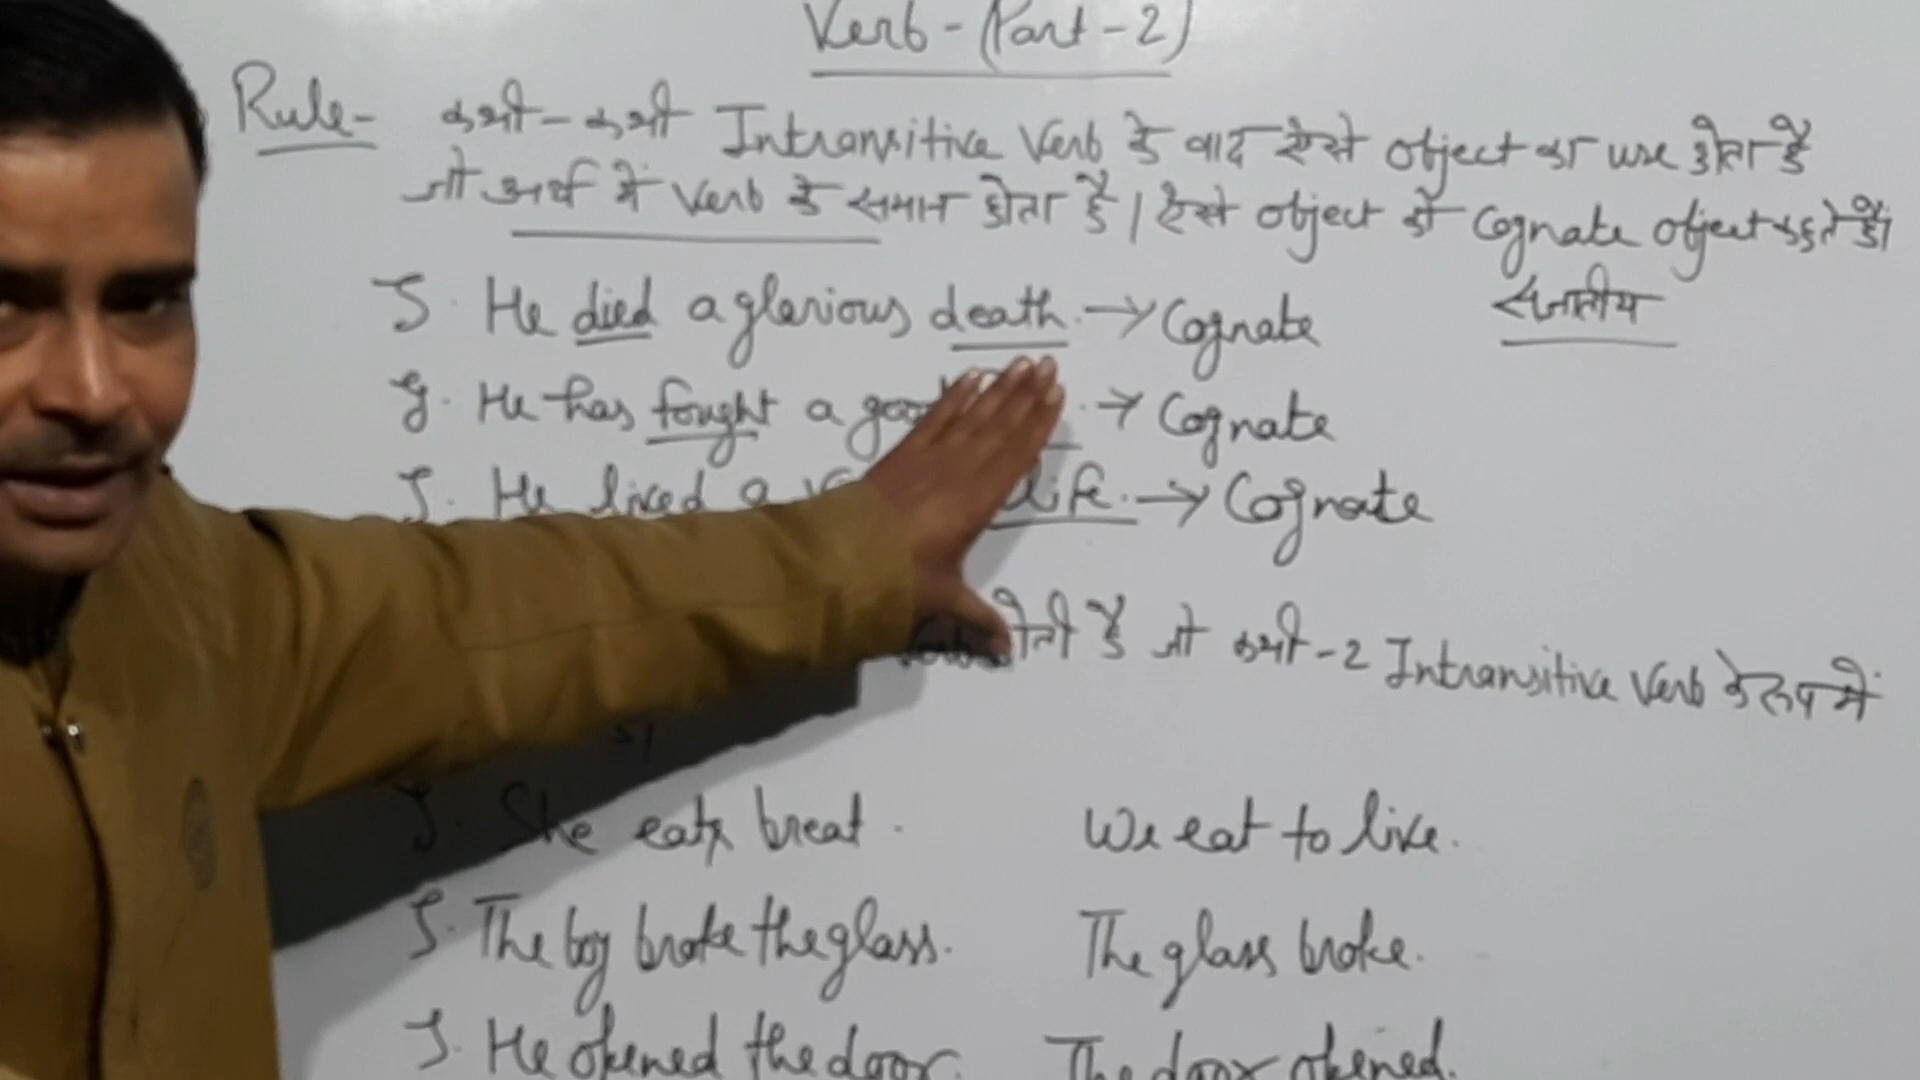 Verb - (Part - 2)
Rule- कभी - कभी Intransitive Verb के बाद ऐसे object का use होता है
जो अर्थ में Verb के समान होता है। ऐसे object को Cognate object कहते हैं।
सजातीय
He died a glorious death. → Cognate
He has fought a → Cognate
He lived a life. → Cognate
होती है जो कभी-2 Intransitive Verb के रूप में
She eats breat.
We eat to live.
The boy broke the glass.
The glass broke.
He opened the door.
The door opened.